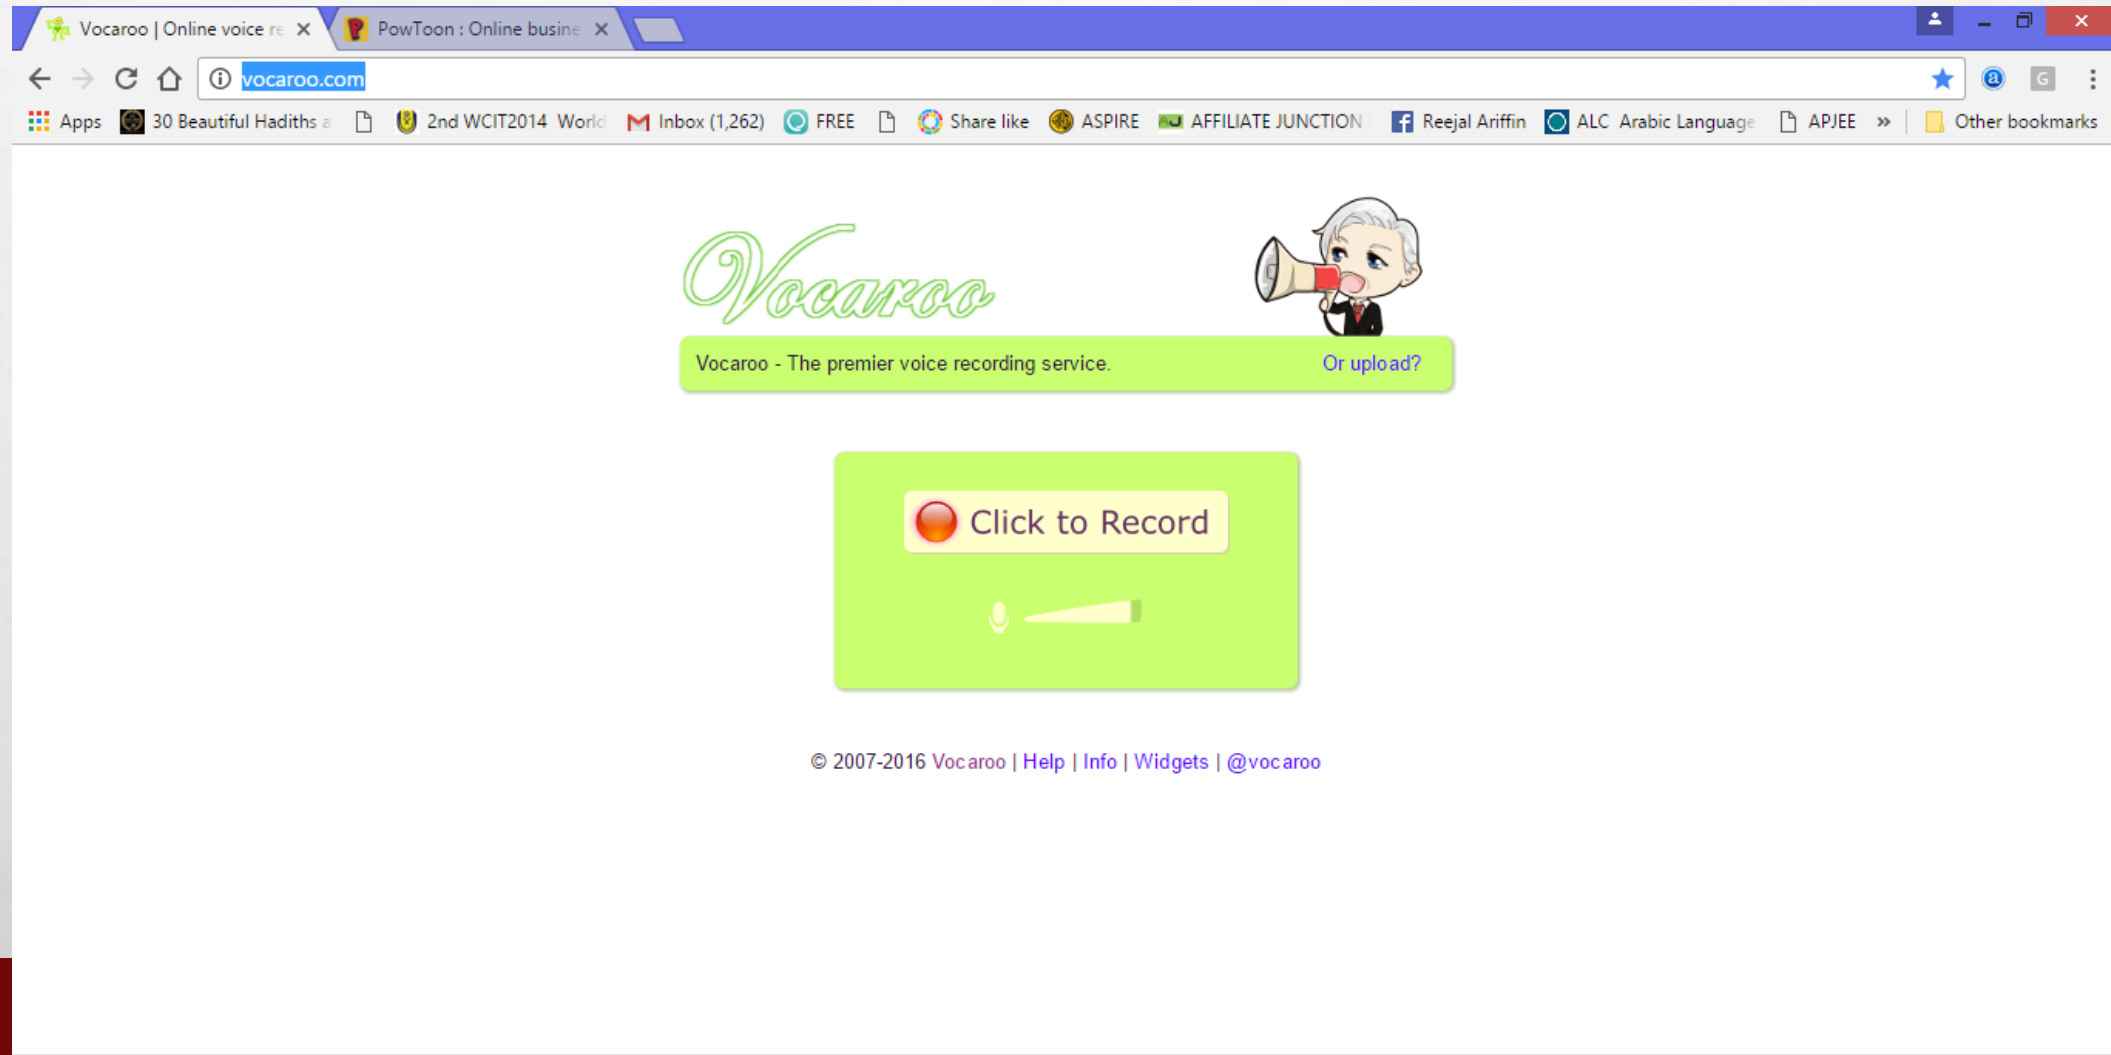 Vocaroo | Online voice re
PowToon : Online busine
vocaroo.com
Apps 30 Beautiful Hadiths a 2nd WCIT2014 World Inbox (1,262) FREE Share like ASPIRE AFFILIATE JUNCTION Reejal Ariffin ALC Arabic Language APJEE » Other bookmarks
Vocaroo
Vocaroo - The premier voice recording service. Or upload?
Click to Record
© 2007-2016 Vocaroo | Help | Info | Widgets | @vocaroo